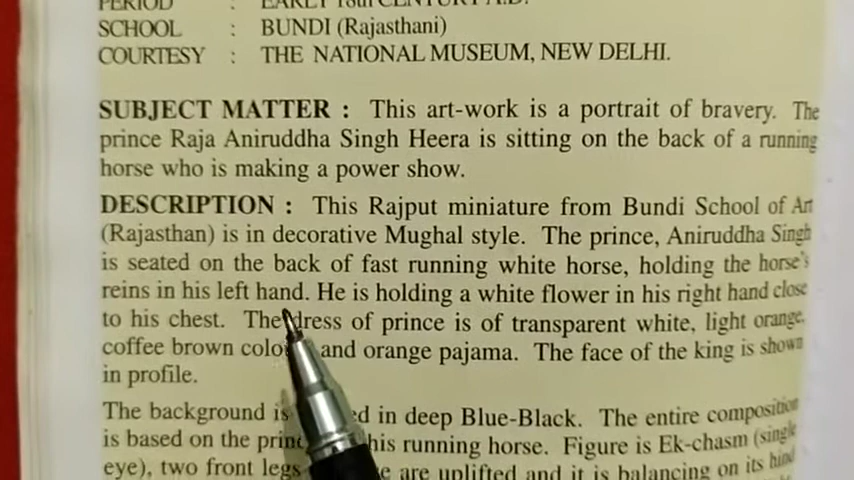 PERIOD : EARLY 18th CENTURY A.D.
SCHOOL : BUNDI (Rajasthani)
COURTESY : THE NATIONAL MUSEUM, NEW DELHI.
SUBJECT MATTER : This art-work is a portrait of bravery. The
prince Raja Aniruddha Singh Heera is sitting on the back of a running
horse who is making a power show.
DESCRIPTION : This Rajput miniature from Bundi School of Art
(Rajasthan) is in decorative Mughal style. The prince, Aniruddha Singh
is seated on the back of fast running white horse, holding the horse's
reins in his left hand. He is holding a white flower in his right hand close
to his chest. The dress of prince is of transparent white, light orange,
coffee brown colou and orange pajama. The face of the king is shown
in profile.
The background is ed in deep Blue-Black. The entire composition
is based on the prin his running horse. Figure is Ek-chasm (single
eye), two front legs are uplifted and it is balancing on its hind